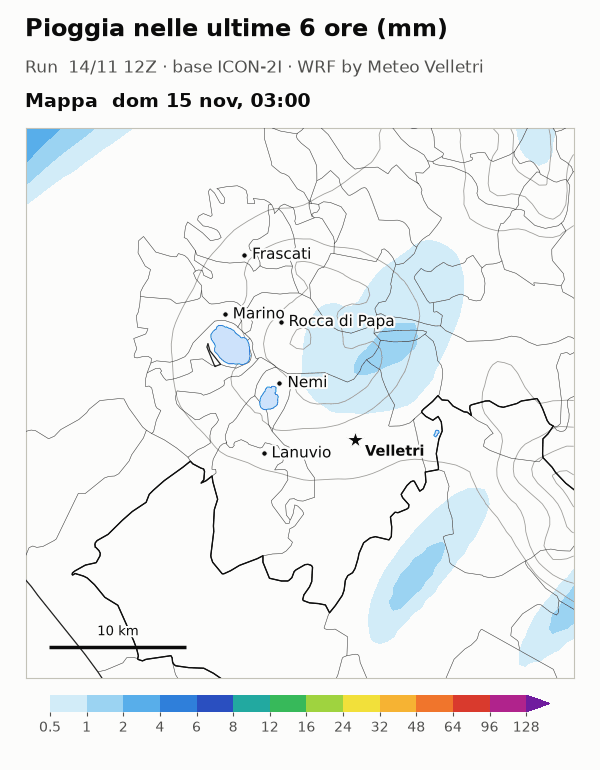 Pioggia nelle ultime 6 ore (mm)
Run  14/11 12Z · base ICON-2I · WRF by Meteo Velletri
Mappa  dom 15 nov, 03:00
Frascati
Marino
Rocca di Papa
Nemi
Velletri
Lanuvio
10 km
0.5 1 2 4 6 8 12 16 24 32 48 64 96 128